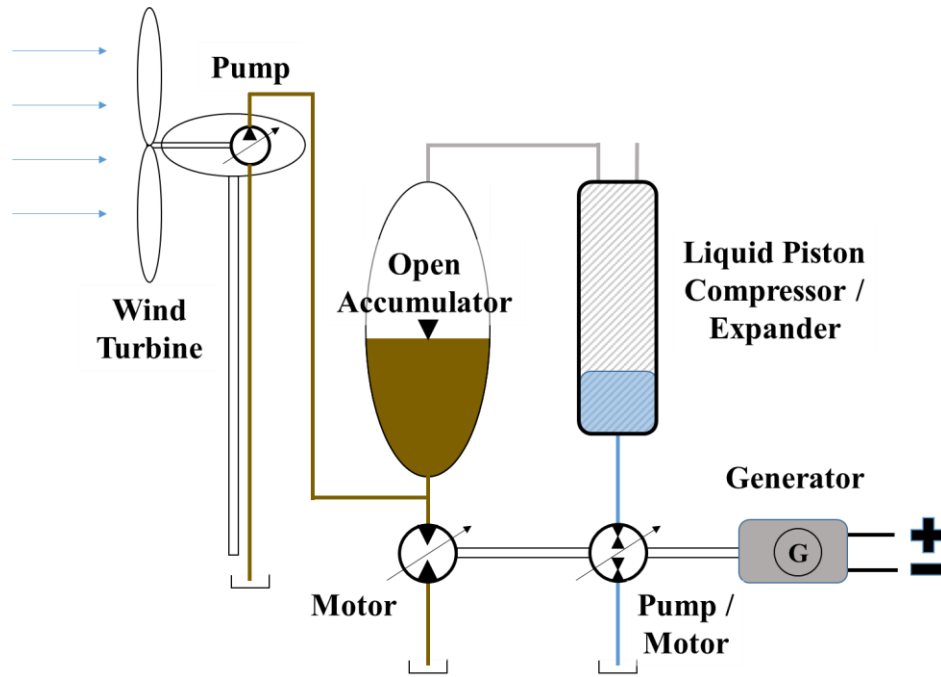 Pump
Wind
Turbine
Open
Accumulator
Liquid Piston
Compressor /
Expander
Generator
G
+
−
Motor
Pump /
Motor